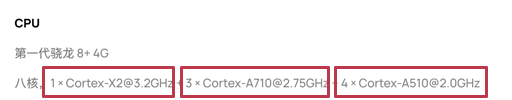 CPU
第一代骁龙 8+ 4G
八核，1 × Cortex-X2@3.2GHz + 3 × Cortex-A710@2.75GHz + 4 × Cortex-A510@2.0GHz